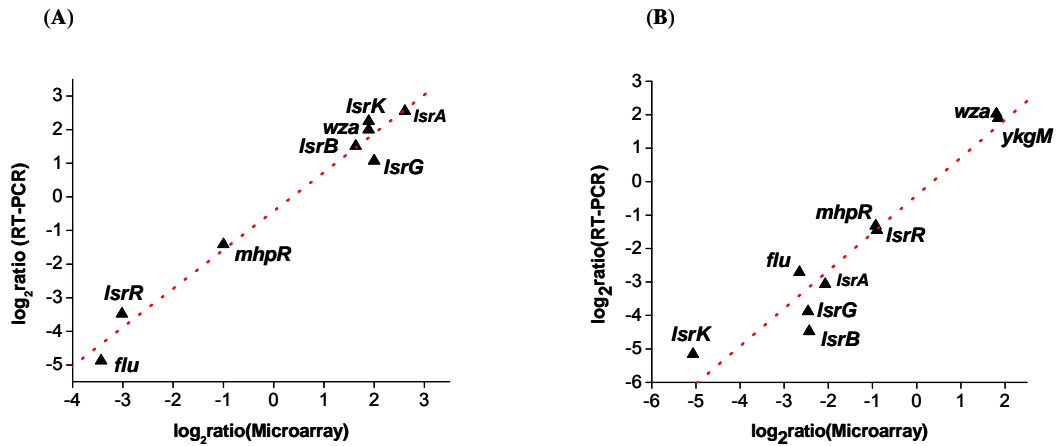 (A)
3
2
1
0
-1
-2
-3
-4
-5
-4 -3 -2 -1 0 1 2 3
log2ratio (RT-PCR)
log2ratio(Microarray)
lsrK
lsrA
wza
lsrB
lsrG
mhpR
lsrR
flu
(B)
3
2
1
0
-1
-2
-3
-4
-5
-6
-6 -5 -4 -3 -2 -1 0 1 2
log2ratio(RT-PCR)
log2ratio(Microarray)
wza
ykgM
mhpR
lsrR
flu
lsrA
lsrG
lsrB
lsrK